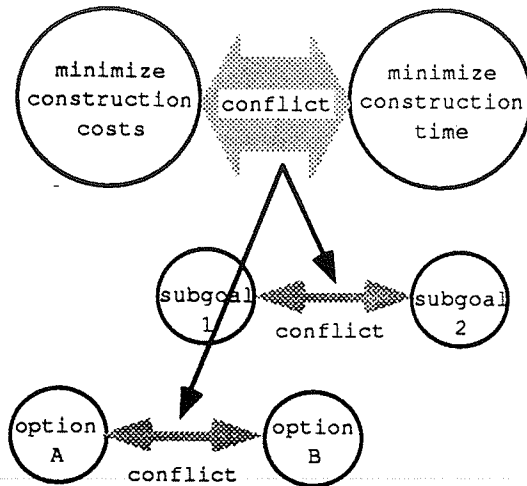 minimize
construction
costs
conflict
minimize
construction
time
subgoal
1
conflict
subgoal
2
option
A
conflict
option
B